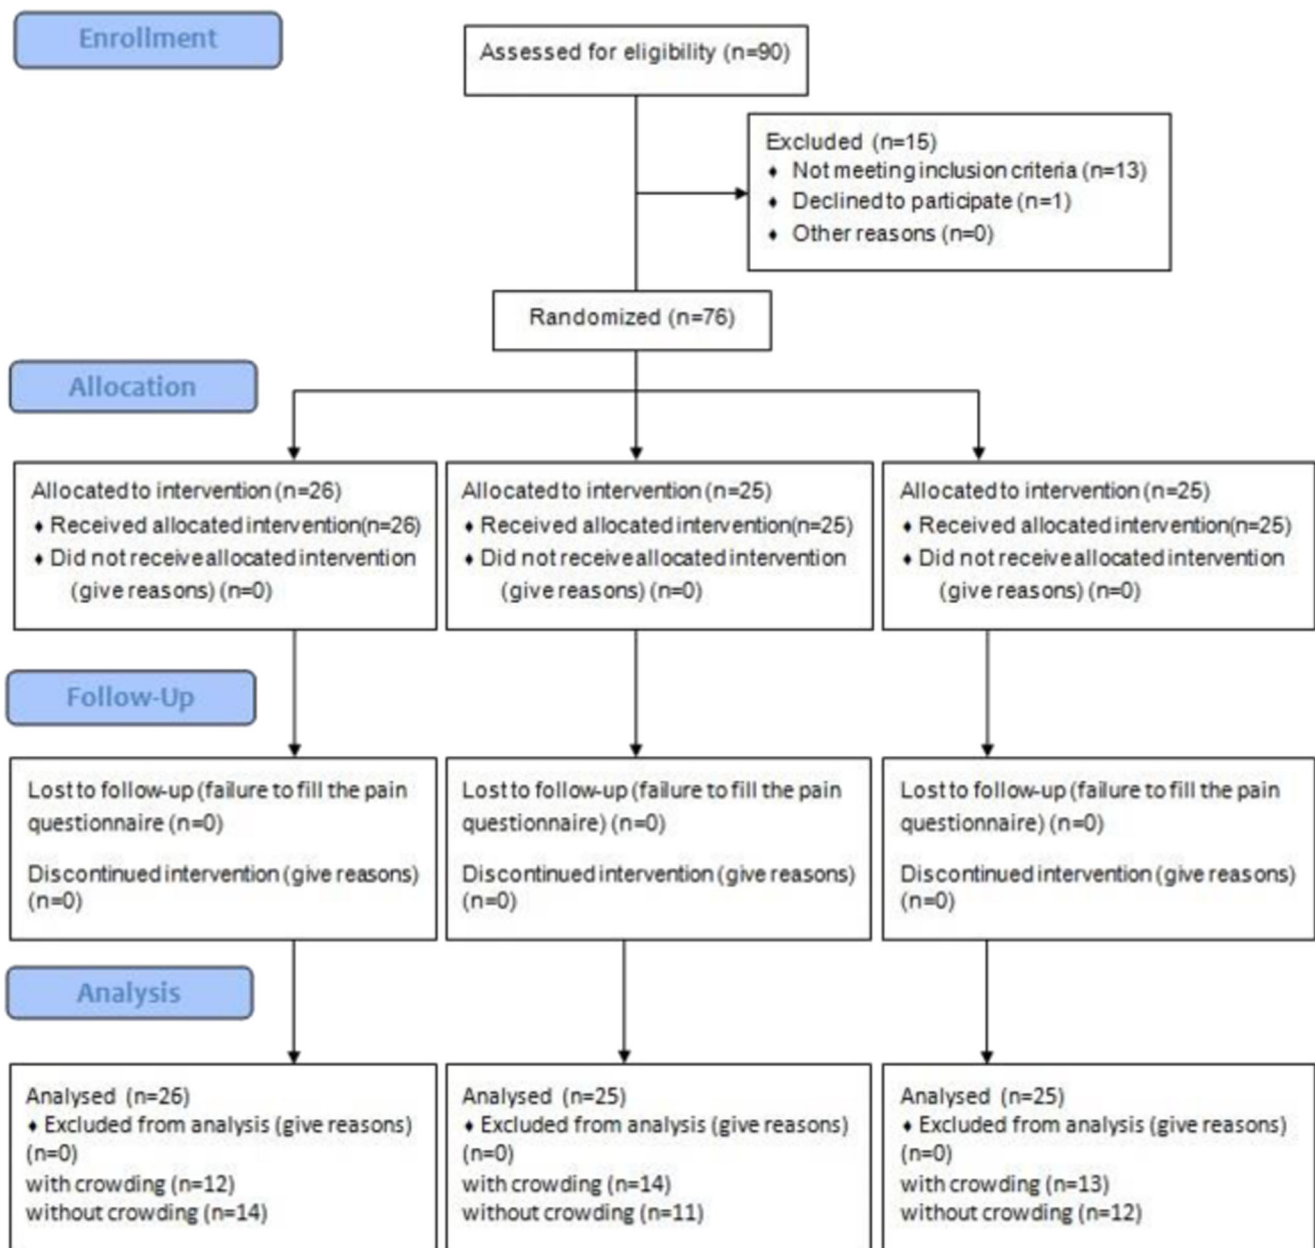 Enrollment
Assessed for eligibility (n=90)
Excluded (n=15)
♦ Not meeting inclusion criteria (n=13)
♦ Declined to participate (n=1)
♦ Other reasons (n=0)
Randomized (n=76)
Allocation
Allocated to intervention (n=26)
♦ Received allocated intervention(n=26)
♦ Did not receive allocated intervention
(give reasons) (n=0)
Allocated to intervention (n=25)
♦ Received allocated intervention(n=25)
♦ Did not receive allocated intervention
(give reasons) (n=0)
Allocated to intervention (n=25)
♦ Received allocated intervention(n=25)
♦ Did not receive allocated intervention
(give reasons) (n=0)
Follow-Up
Lost to follow-up (failure to fill the pain
questionnaire (n=0)
Discontinued intervention (give reasons)
(n=0)
Lost to follow-up (failure to fill the pain
questionnaire) (n=0)
Discontinued intervention (give reasons)
(n=0)
Lost to follow-up (failure to fill the pain
questionnaire) (n=0)
Discontinued intervention (give reasons)
(n=0)
Analysis
Analysed (n=26)
♦ Excluded from analysis (give reasons)
(n=0)
with crowding (n=12)
without crowding (n=14)
Analysed (n=25)
♦ Excluded from analysis (give reasons)
(n=0)
with crowding (n=14)
without crowding (n=11)
Analysed (n=25)
♦ Excluded from analysis (give reasons)
(n=0)
with crowding (n=13)
without crowding (n=12)